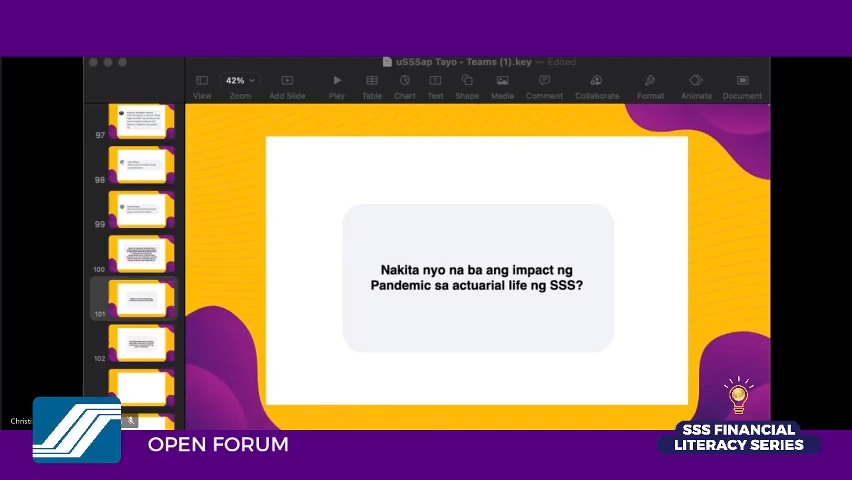 uSSSap Tayo - Teams (1).key — Edited
42%
View
Zoom
Add Slide
Play
Table
Chart
Text
Shape
Media
Comment
Collaborate
Format
Animate
Document
97
98
99
100
101
102
Nakita nyo na ba ang impact ng
Pandemic sa actuarial life ng SSS?
Christi
OPEN FORUM
SSS FINANCIAL
LITERACY SERIES